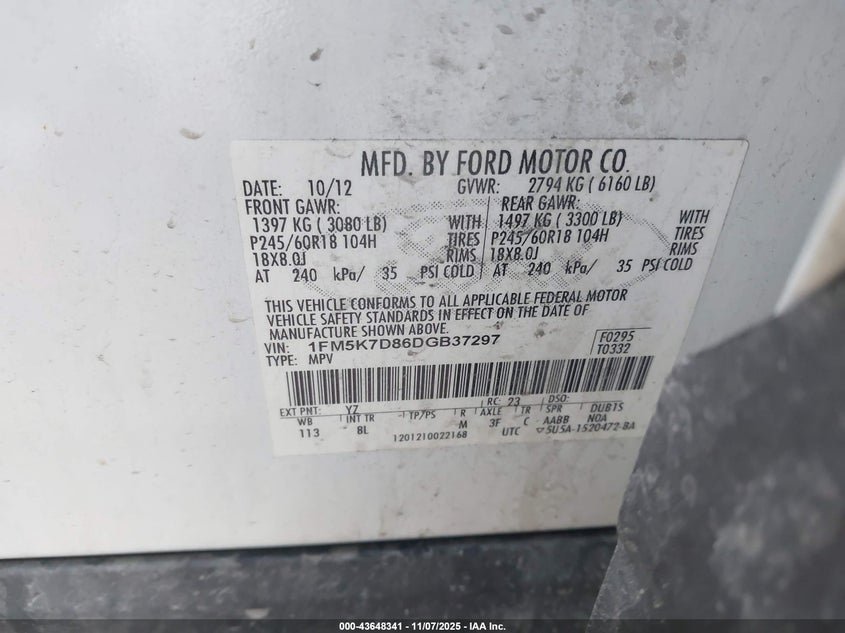 MFD. BY FORD MOTOR CO.
DATE: 10/12 GVWR: 2794 KG ( 6160 LB)
FRONT GAWR: REAR GAWR:
1397 KG ( 3080 LB) WITH 1497 KG ( 3300 LB) WITH
P245/60R18 104H TIRES P245/60R18 104H TIRES
18X8.0J RIMS 18X8.0J RIMS
AT 240 kPa/ 35 PSI COLD AT 240 kPa/ 35 PSI COLD
THIS VEHICLE CONFORMS TO ALL APPLICABLE FEDERAL MOTOR
VEHICLE SAFETY STANDARDS IN EFFECT ON THE DATE OF
MANUFACTURE SHOWN ABOVE.
VIN: 1FM5K7D86DGB37297 F0295
TYPE: MPV T0332
EXT PNT: YZ RC: 23 DSO:
WB INT TR TP/PS R AXLE TR SPR DUB1S
113 BL M 3F C AABB NOA
1201210022168 UTC ▽5U5A-1520472-BA
000-43648341 | 11/07/2025 | IAA Inc.